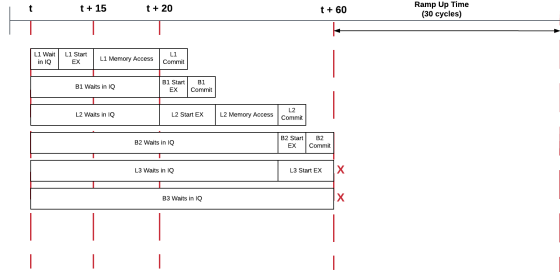 t
t + 15
t + 20
t + 60
Ramp Up Time
(30 cycles)
L1 Wait
in IQ
L1 Start
EX
L1 Memory Access
L1
Commit
B1 Waits in IQ
B1 Start
EX
B1
Commit
L2 Waits in IQ
L2 Start EX
L2 Memory Access
L2
Commit
B2 Waits in IQ
B2 Start
EX
B2
Commit
L3 Waits in IQ
L3 Start EX
X
B3 Waits in IQ
X